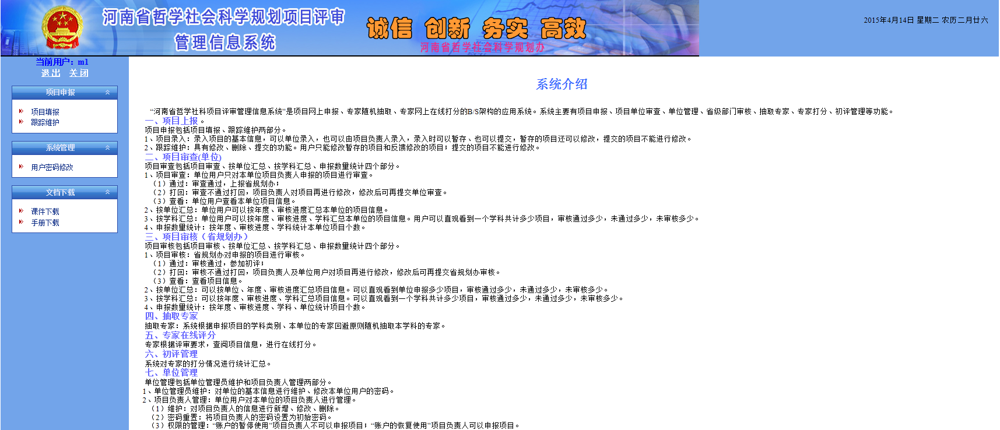 河南省哲学社会科学规划项目评审
管理信息系统
诚信 创新 务实 高效
河南省哲学社会科学规划办
2015年4月14日 星期二 农历二月廿六
当前用户：m1
退出 关闭
项目申报
项目填报
跟踪维护
系统管理
用户密码修改
文档下载
课件下载
手册下载
系统介绍
“河南省哲学社科项目评审管理信息系统”是项目网上申报、专家随机抽取、专家网上在线打分的B/S架构的应用系统。系统主要有项目申报、项目单位审查、单位管理、省级部门审核、抽取专家、专家打分、初评管理等功能。
一、项目上报 。
项目申报包括项目填报、跟踪维护两部分。
1、项目录入：录入项目的基本信息，可以单位录入，也可以由项目负责人录入，录入时可以暂存、也可以提交，暂存的项目还可以修改，提交的项目不能进行修改。
2、跟踪维护：具有修改、删除、提交的功能。用户只能修改暂存的项目和反馈修改的项目；提交的项目不能进行修改。
二、项目审查(单位)
项目审查包括项目审查、按单位汇总、按学科汇总、申报数量统计四个部分。
1、项目审查：单位用户只对本单位项目负责人申报的项目进行审查。
（1）通过：审查通过，上报省规划办；
（2）打回：审查不通过打回，项目负责人对项目再进行修改，修改后可再提交单位审查。
（3）查看：单位用户查看本单位项目信息。
2、按单位汇总：单位用户可以按年度、审核进度汇总本单位的项目信息。
3、按学科汇总：单位用户可以按年度、审核进度、学科汇总本单位的项目信息。用户可以直观看到一个学科共计多少项目，审核通过多少，未通过多少，未审核多少。
4、申报数量统计：按年度、审核进度、学科统计本单位项目个数。
三、项目审核（省规划办）
项目审核包括项目审核、按单位汇总、按学科汇总、申报数量统计四个部分。
1、项目审核：省规划办对申报的项目进行审核。
（1）通过：审核通过，参加初评；
（2）打回：审核不通过打回，项目负责人及单位用户对项目再进行修改，修改后可再提交省规划办审核。
（3）查看：查看项目信息。
2、按单位汇总：可以按单位、年度、审核进度汇总项目信息。可以直观看到单位申报多少项目，审核通过多少，未通过多少，未审核多少。
3、按学科汇总：可以按年度、审核进度、学科汇总项目信息。可以直观看到一个学科共计多少项目，审核通过多少，未通过多少，未审核多少。
4、申报数量统计：按年度、审核进度、学科、单位统计项目个数。
四、抽取专家
抽取专家：系统根据申报项目的学科类别、本单位的专家回避原则随机抽取本学科的专家。
五、专家在线评分
专家根据评审要求，查阅项目信息，进行在线打分。
六、初评管理
系统对专家的打分情况进行统计汇总。
七、单位管理
单位管理包括单位管理员维护和项目负责人管理两部分。
1、单位管理员维护：对单位的基本信息进行维护、修改本单位用户的密码。
2、项目负责人管理：单位用户对本单位的项目负责人进行管理。
（1）维护：对项目负责人的信息进行新增、修改、删除。
（2）密码重置：将项目负责人的密码设置为初始密码。
（3）权限的管理：“账户的暂停使用”项目负责人不可以申报项目；“账户的恢复使用”项目负责人可以申报项目。